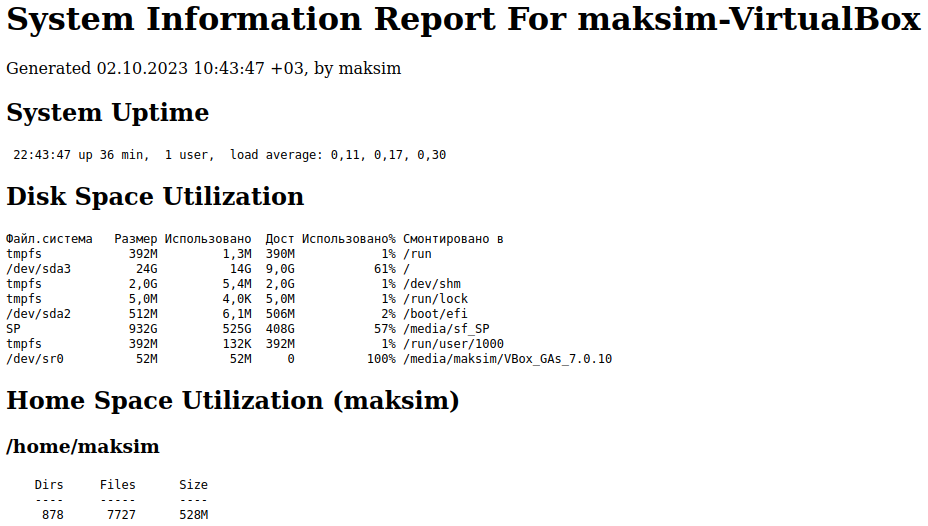 System Information Report For maksim-VirtualBox
Generated 02.10.2023 10:43:47 +03, by maksim
System Uptime
22:43:47 up 36 min,  1 user,  load average: 0,11, 0,17, 0,30
Disk Space Utilization
Файл.система   Размер Использовано  Дост Использовано% Смонтировано в
tmpfs            392M         1,3M  390M            1% /run
/dev/sda3         24G          14G  9,0G           61% /
tmpfs            2,0G         5,4M  2,0G            1% /dev/shm
tmpfs            5,0M         4,0K  5,0M            1% /run/lock
/dev/sda2        512M         6,1M  506M            2% /boot/efi
SP               932G         525G  408G           57% /media/sf_SP
tmpfs            392M         132K  392M            1% /run/user/1000
/dev/sr0          52M          52M     0          100% /media/maksim/VBox_GAs_7.0.10
Home Space Utilization (maksim)
/home/maksim
Dirs     Files      Size
----     -----      ----
878      7727      528M